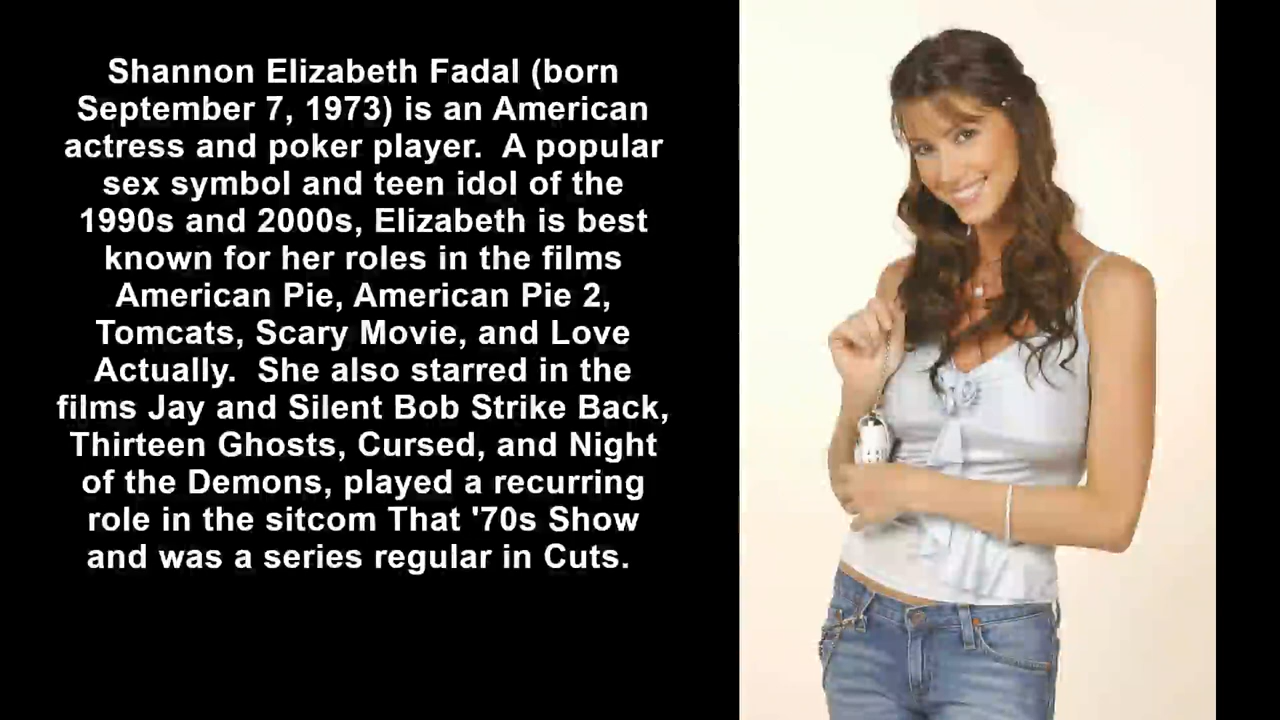 Shannon Elizabeth Fadal (born
September 7, 1973) is an American
actress and poker player.  A popular
sex symbol and teen idol of the
1990s and 2000s, Elizabeth is best
known for her roles in the films
American Pie, American Pie 2,
Tomcats, Scary Movie, and Love
Actually.  She also starred in the
films Jay and Silent Bob Strike Back,
Thirteen Ghosts, Cursed, and Night
of the Demons, played a recurring
role in the sitcom That '70s Show
and was a series regular in Cuts.